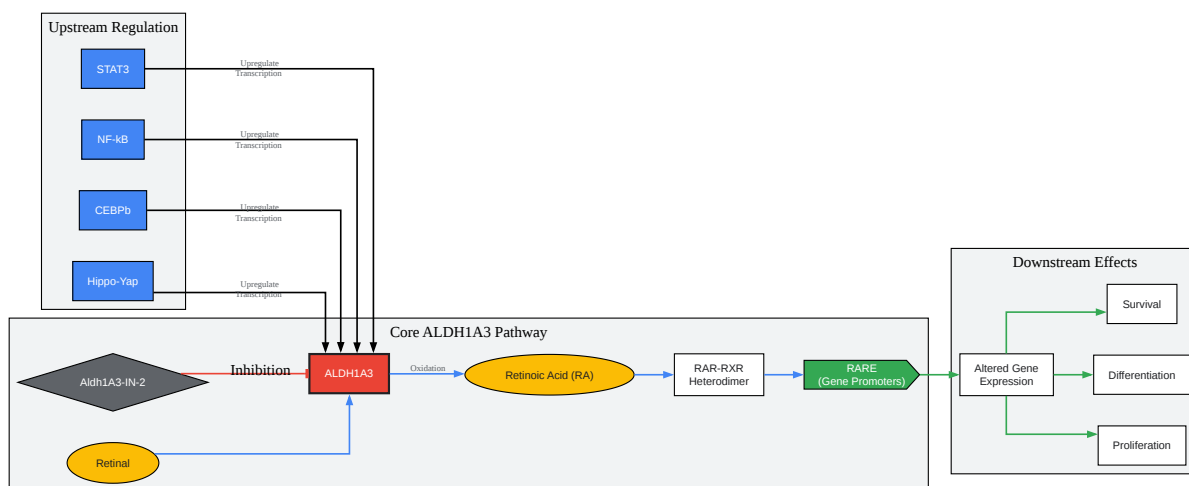 Upstream Regulation
STAT3
Upregulate
Transcription
NF-kB
Upregulate
Transcription
CEBPb
Upregulate
Transcription
Hippo-Yap
Upregulate
Transcription
Core ALDH1A3 Pathway
Aldh1A3-IN-2
Inhibition
ALDH1A3
Oxidation
Retinoic Acid (RA)
RAR-RXR
Heterodimer
RARE
(Gene Promoters)
Retinal
Downstream Effects
Altered Gene
Expression
Survival
Differentiation
Proliferation